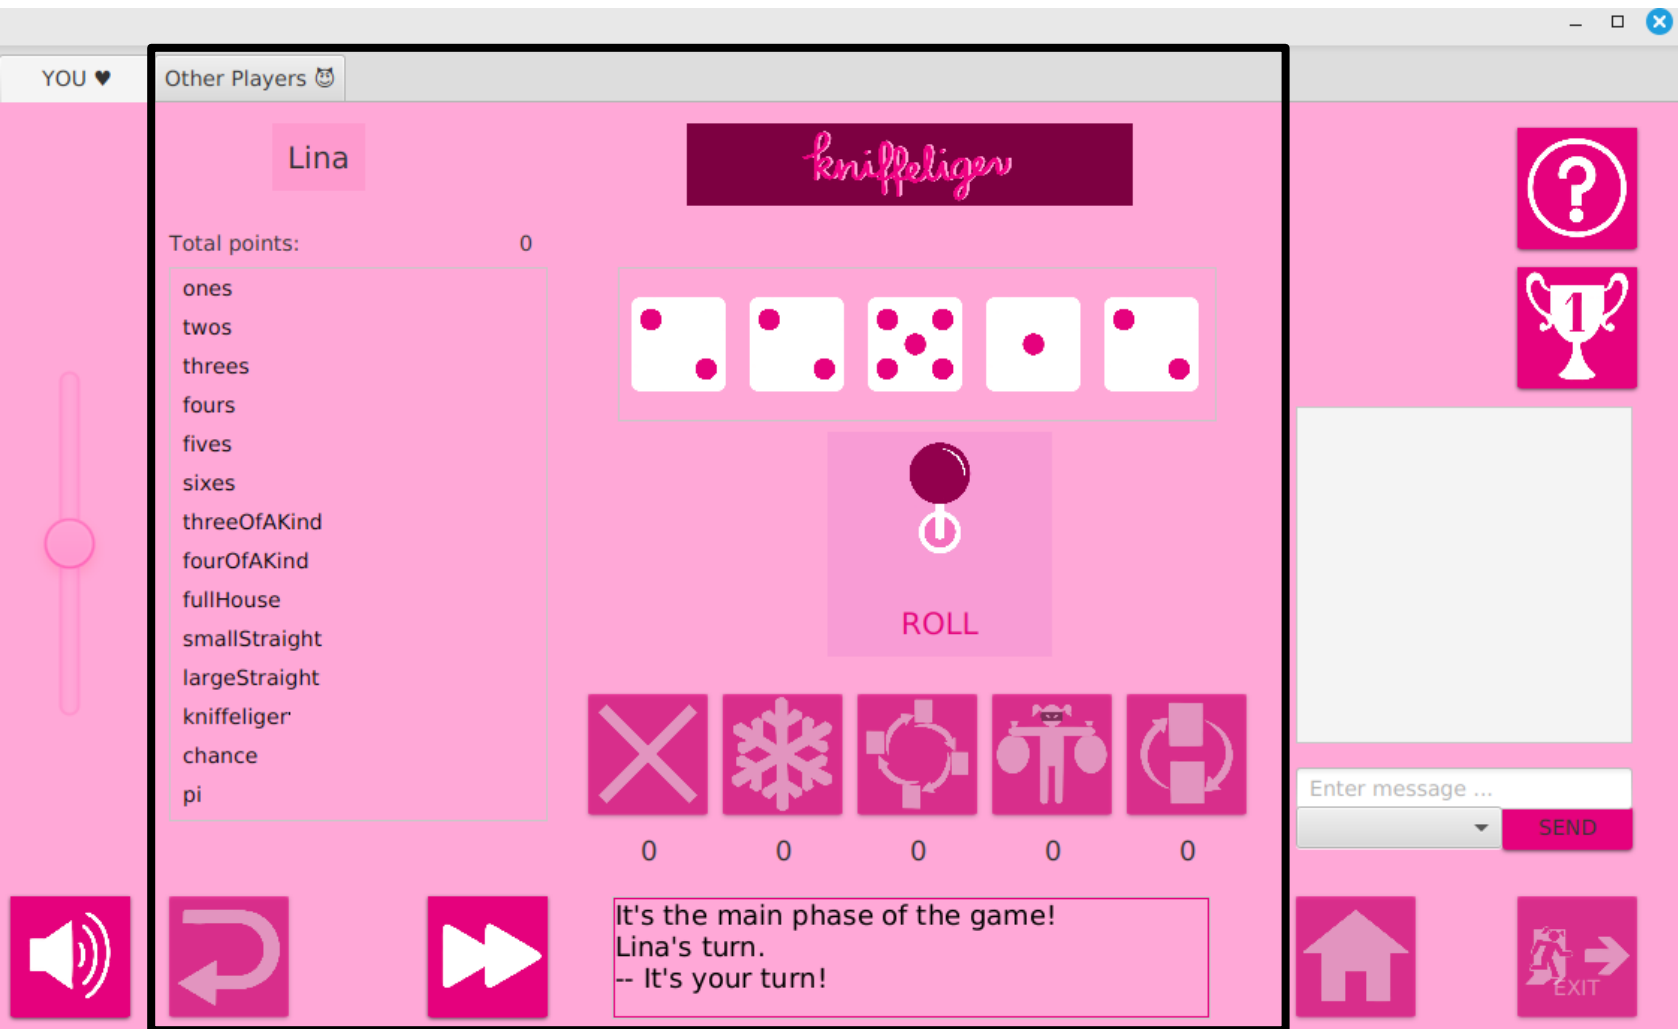 YOU ♥
Other Players 😈
Lina
kniffeliger
Total points: 0
ones
twos
threes
fours
fives
sixes
threeOfAKind
fourOfAKind
fullHouse
smallStraight
largeStraight
kniffeliger
chance
pi
ROLL
0 0 0 0 0
It's the main phase of the game!
Lina's turn.
-- It's your turn!
?
1
Enter message ...
SEND
EXIT